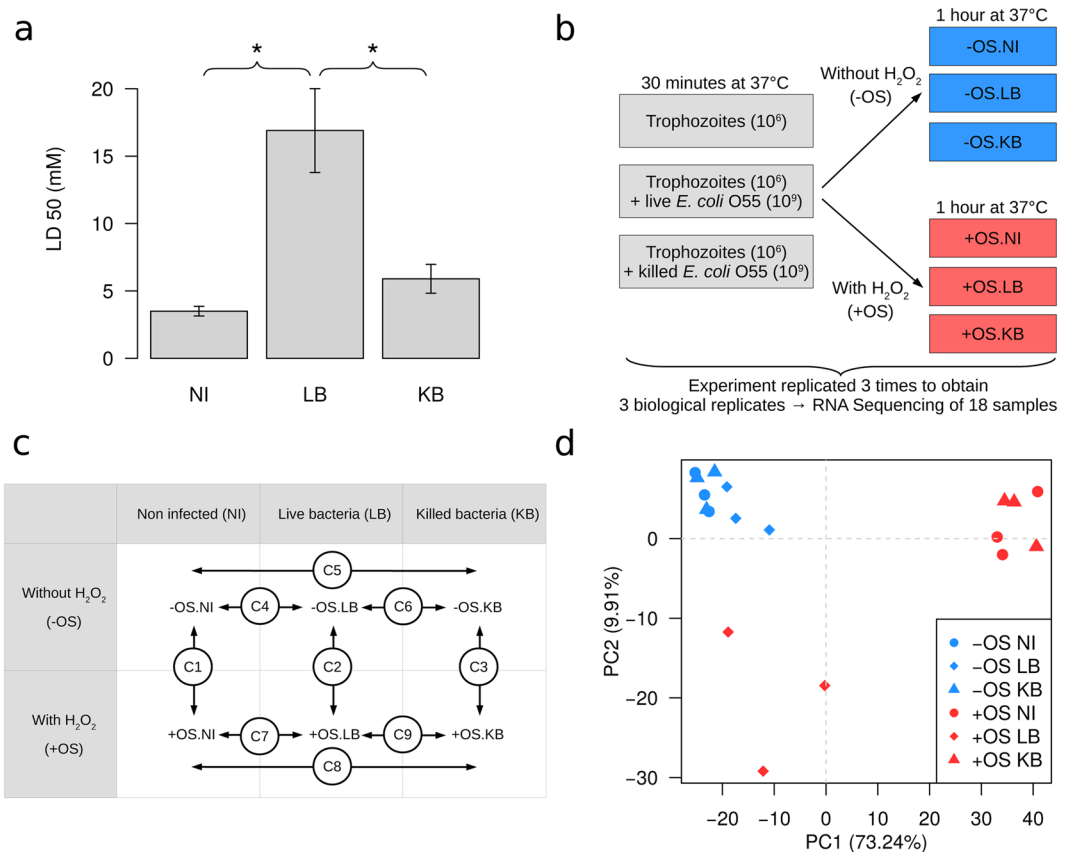 a
*
*
LD 50 (mM)
20
15
10
5
0
NI
LB
KB
b
30 minutes at 37°C
Trophozoites (10⁶)
Trophozoites (10⁶)
+ live E. coli O55 (10⁹)
Trophozoites (10⁶)
+ killed E. coli O55 (10⁹)
Without H₂O₂
(-OS)
With H₂O₂
(+OS)
1 hour at 37°C
-OS.NI
-OS.LB
-OS.KB
1 hour at 37°C
+OS.NI
+OS.LB
+OS.KB
Experiment replicated 3 times to obtain
3 biological replicates → RNA Sequencing of 18 samples
c
Non infected (NI)
Live bacteria (LB)
Killed bacteria (KB)
Without H₂O₂
(-OS)
C5
-OS.NI
C4
-OS.LB
C6
-OS.KB
C1
C2
C3
With H₂O₂
(+OS)
+OS.NI
C7
+OS.LB
C9
+OS.KB
C8
d
PC2 (9.91%)
0
−10
−20
−30
−20
−10
0
10
20
30
40
PC1 (73.24%)
−OS NI
−OS LB
−OS KB
+OS NI
+OS LB
+OS KB